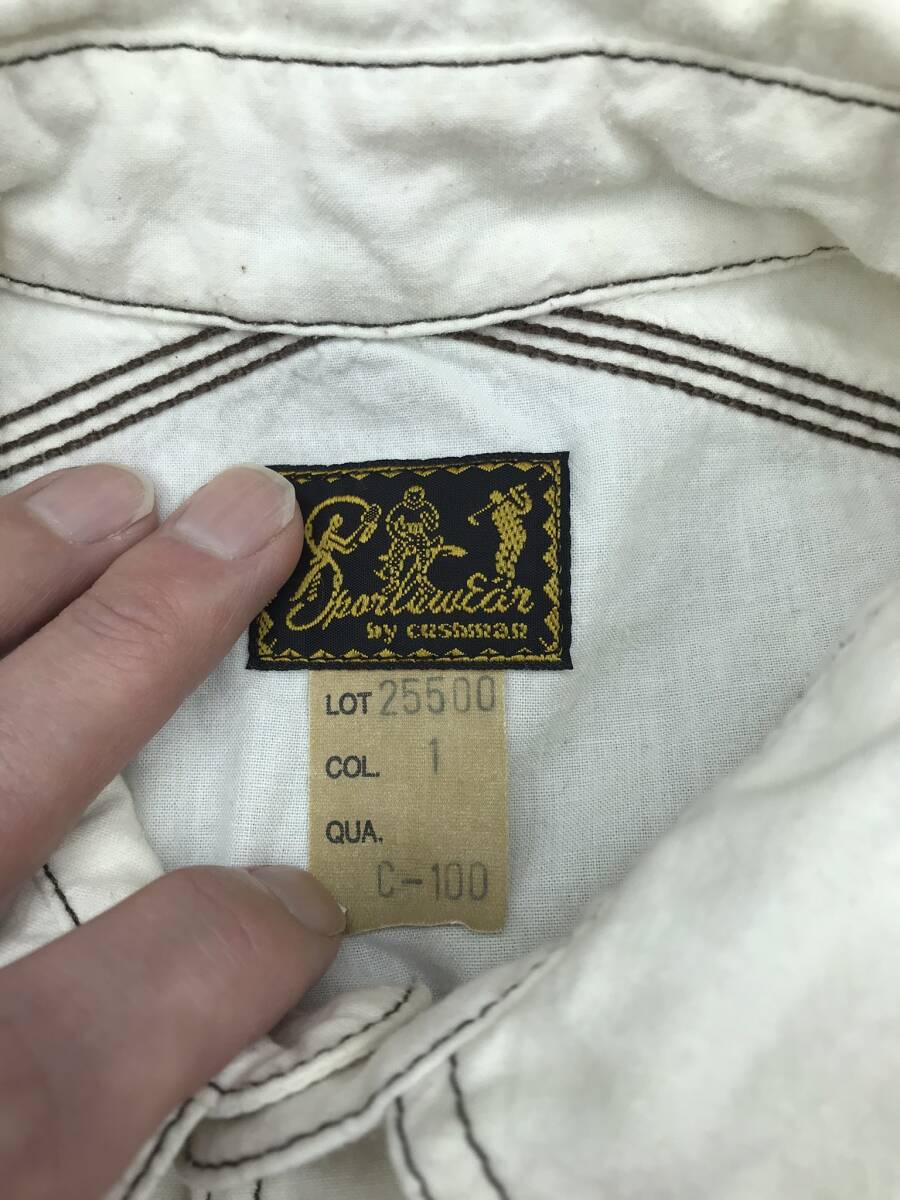 Sportswear
by cushman
LOT 25500
COL. 1
QUA.
C-100